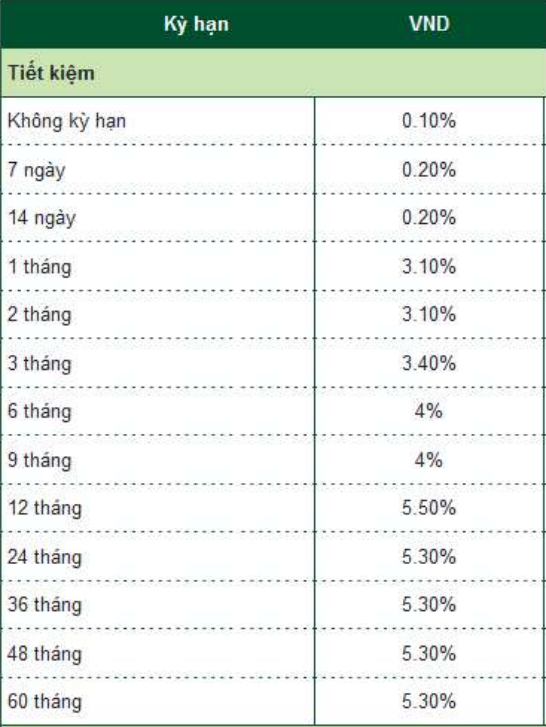 Kỳ hạn VND
Tiết kiệm
Không kỳ hạn 0.10%
7 ngày 0.20%
14 ngày 0.20%
1 tháng 3.10%
2 tháng 3.10%
3 tháng 3.40%
6 tháng 4%
9 tháng 4%
12 tháng 5.50%
24 tháng 5.30%
36 tháng 5.30%
48 tháng 5.30%
60 tháng 5.30%